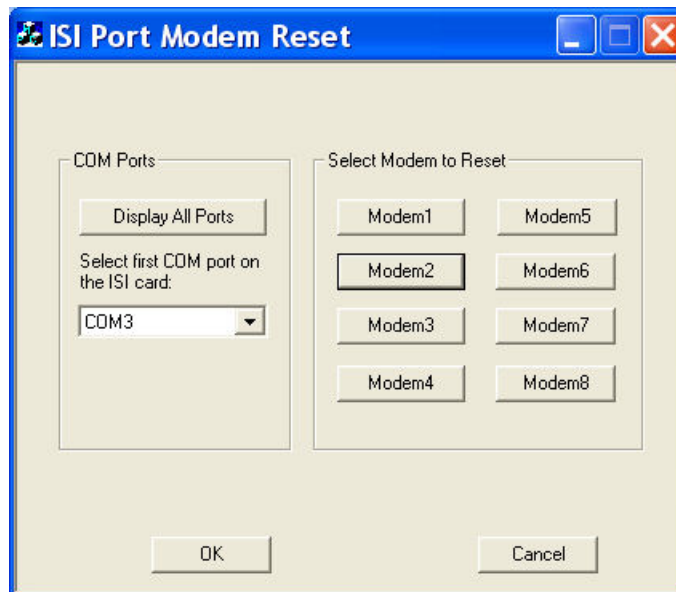 ISI Port Modem Reset
COM Ports
Display All Ports
Select first COM port on
the ISI card:
COM3
Select Modem to Reset
Modem1
Modem5
Modem2
Modem6
Modem3
Modem7
Modem4
Modem8
OK
Cancel